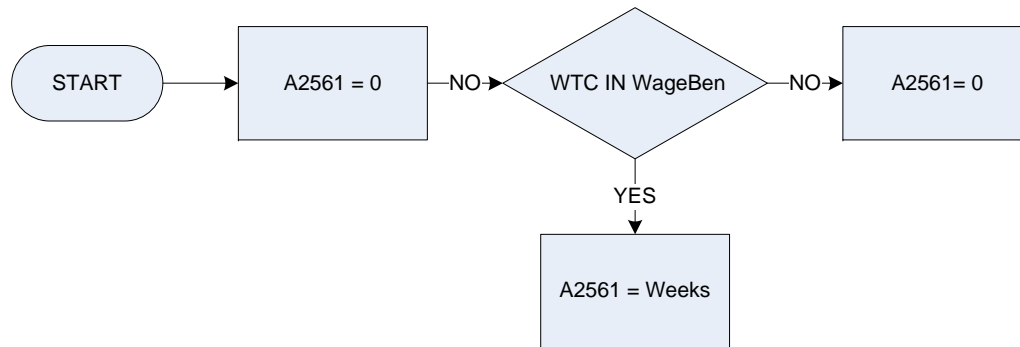 START
A2561 = 0
NO
WTC IN WageBen
NO
A2561= 0
YES
A2561 = Weeks